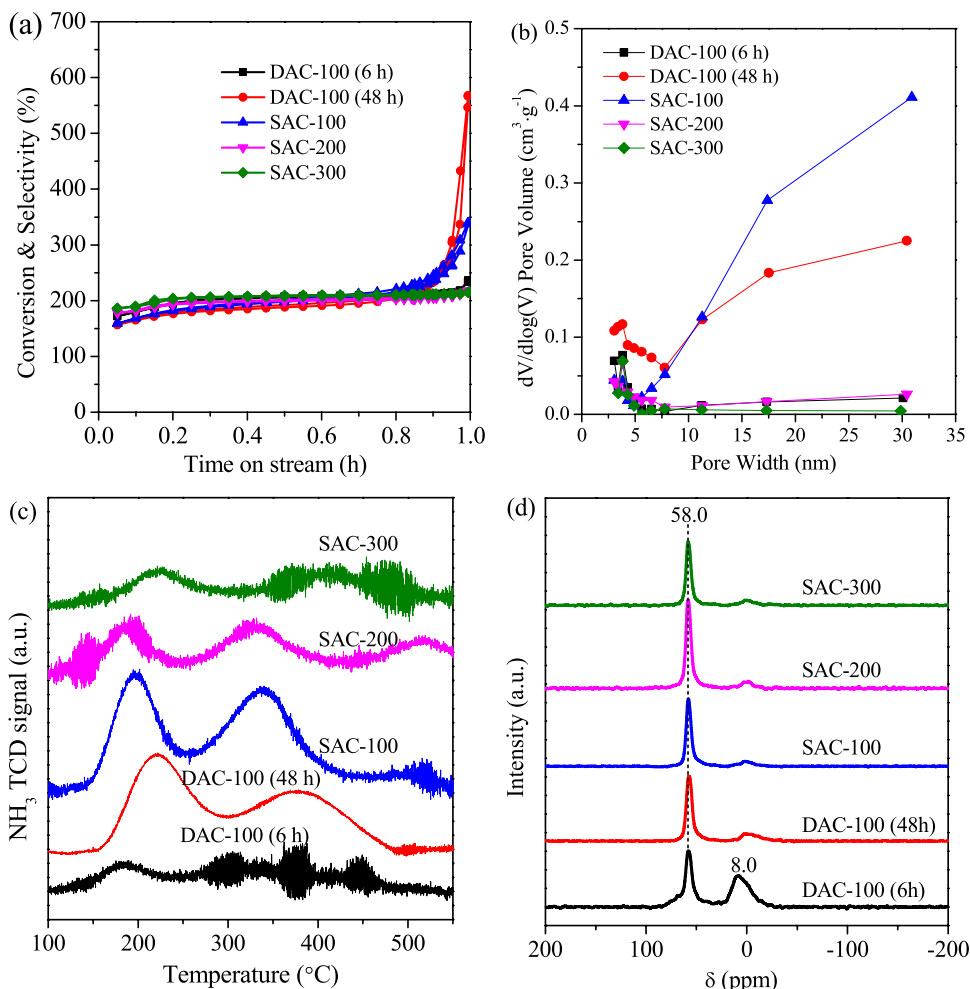 (a)
700
600
500
400
300
200
100
0
Conversion & Selectivity (%)
DAC-100 (6 h)
DAC-100 (48 h)
SAC-100
SAC-200
SAC-300
0.0 0.2 0.4 0.6 0.8 1.0
Time on stream (h)
(b)
0.5
0.4
0.3
0.2
0.1
0.0
dV/dlog(V) Pore Volume (cm³·g⁻¹)
DAC-100 (6 h)
DAC-100 (48 h)
SAC-100
SAC-200
SAC-300
0 5 10 15 20 25 30 35
Pore Width (nm)
(c)
NH₃ TCD signal (a.u.)
SAC-300
SAC-200
SAC-100
DAC-100 (48 h)
DAC-100 (6 h)
100 200 300 400 500
Temperature (°C)
(d)
58.0
Intensity (a.u.)
SAC-300
SAC-200
SAC-100
DAC-100 (48h)
8.0
DAC-100 (6h)
200 100 0 -100 -200
δ (ppm)